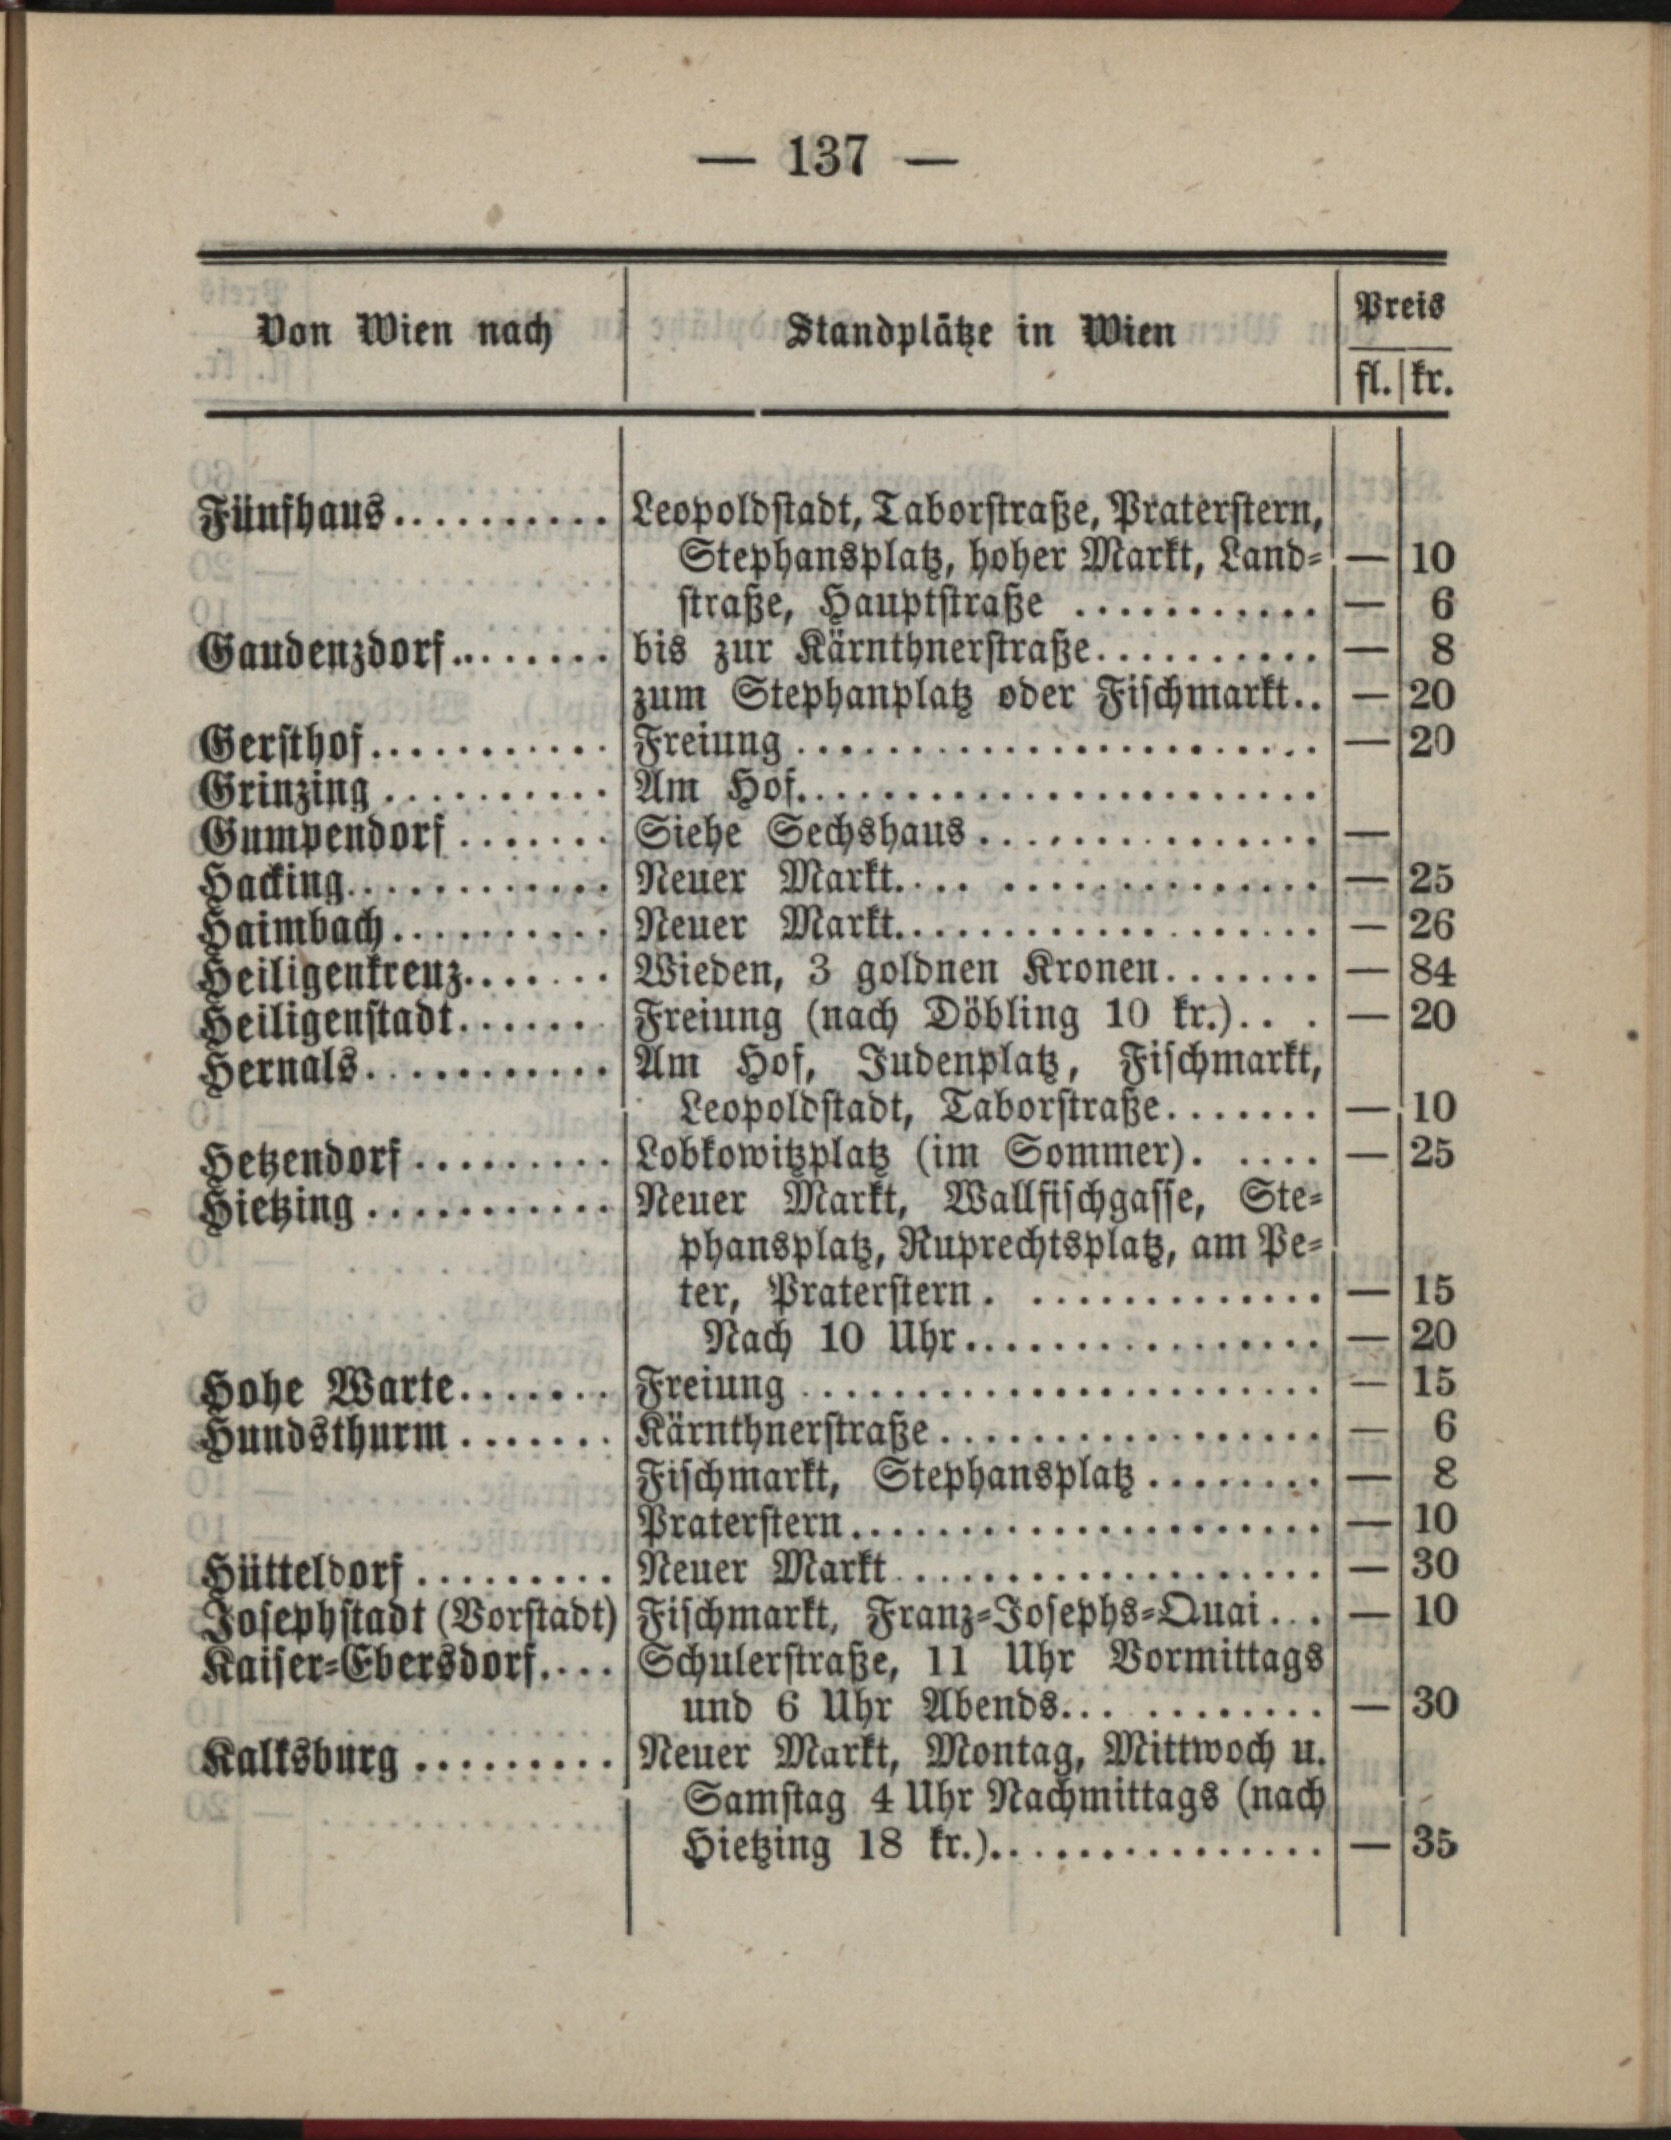 — 137 —
Von Wien nach Standplätze in Wien Preis
fl. kr.
Fünfhaus.......... Leopoldstadt, Taborstraße, Praterstern,
Stephansplatz, hoher Markt, Land- — 10
straße, Hauptstraße ........... — 6
Gaudenzdorf........ bis zur Kärnthnerstraße.......... — 8
zum Stephanplatz oder Fischmarkt.. — 20
Gersthof........... Freiung ...................... — 20
Grinzing .......... Am Hof.......................
Gumpendorf ....... Siehe Sechshaus ............... —
Hacking............ Neuer Markt.... .............. — 25
Haimbach.......... Neuer Markt................... — 26
Heiligenkreuz....... Wieden, 3 goldnen Kronen....... — 84
Heiligenstadt....... Freiung (nach Döbling 10 kr.).. . — 20
Hernals........... Am Hof, Judenplatz, Fischmarkt,
Leopoldstadt, Taborstraße....... — 10
Hetzendorf ......... Lobkowitzplatz (im Sommer). .... — 25
Hietzing ........... Neuer Markt, Wallfischgasse, Ste-
phansplatz, Ruprechtsplatz, am Pe-
ter, Praterstern. ............. — 15
Nach 10 Uhr................ — 20
Hohe Warte....... Freiung ...................... — 15
Hundsthurm ....... Kärnthnerstraße................. — 6
Fischmarkt, Stephansplatz ........ — 8
Praterstern..................... — 10
Hütteldorf ......... Neuer Markt ................... — 30
Josephstadt (Vorstadt) Fischmarkt, Franz-Josephs-Quai... — 10
Kaiser-Ebersdorf.... Schulerstraße, 11 Uhr Vormittags
und 6 Uhr Abends... .......... — 30
Kalksburg ......... Neuer Markt, Montag, Mittwoch u.
Samstag 4 Uhr Nachmittags (nach
Hietzing 18 kr.)............... — 35